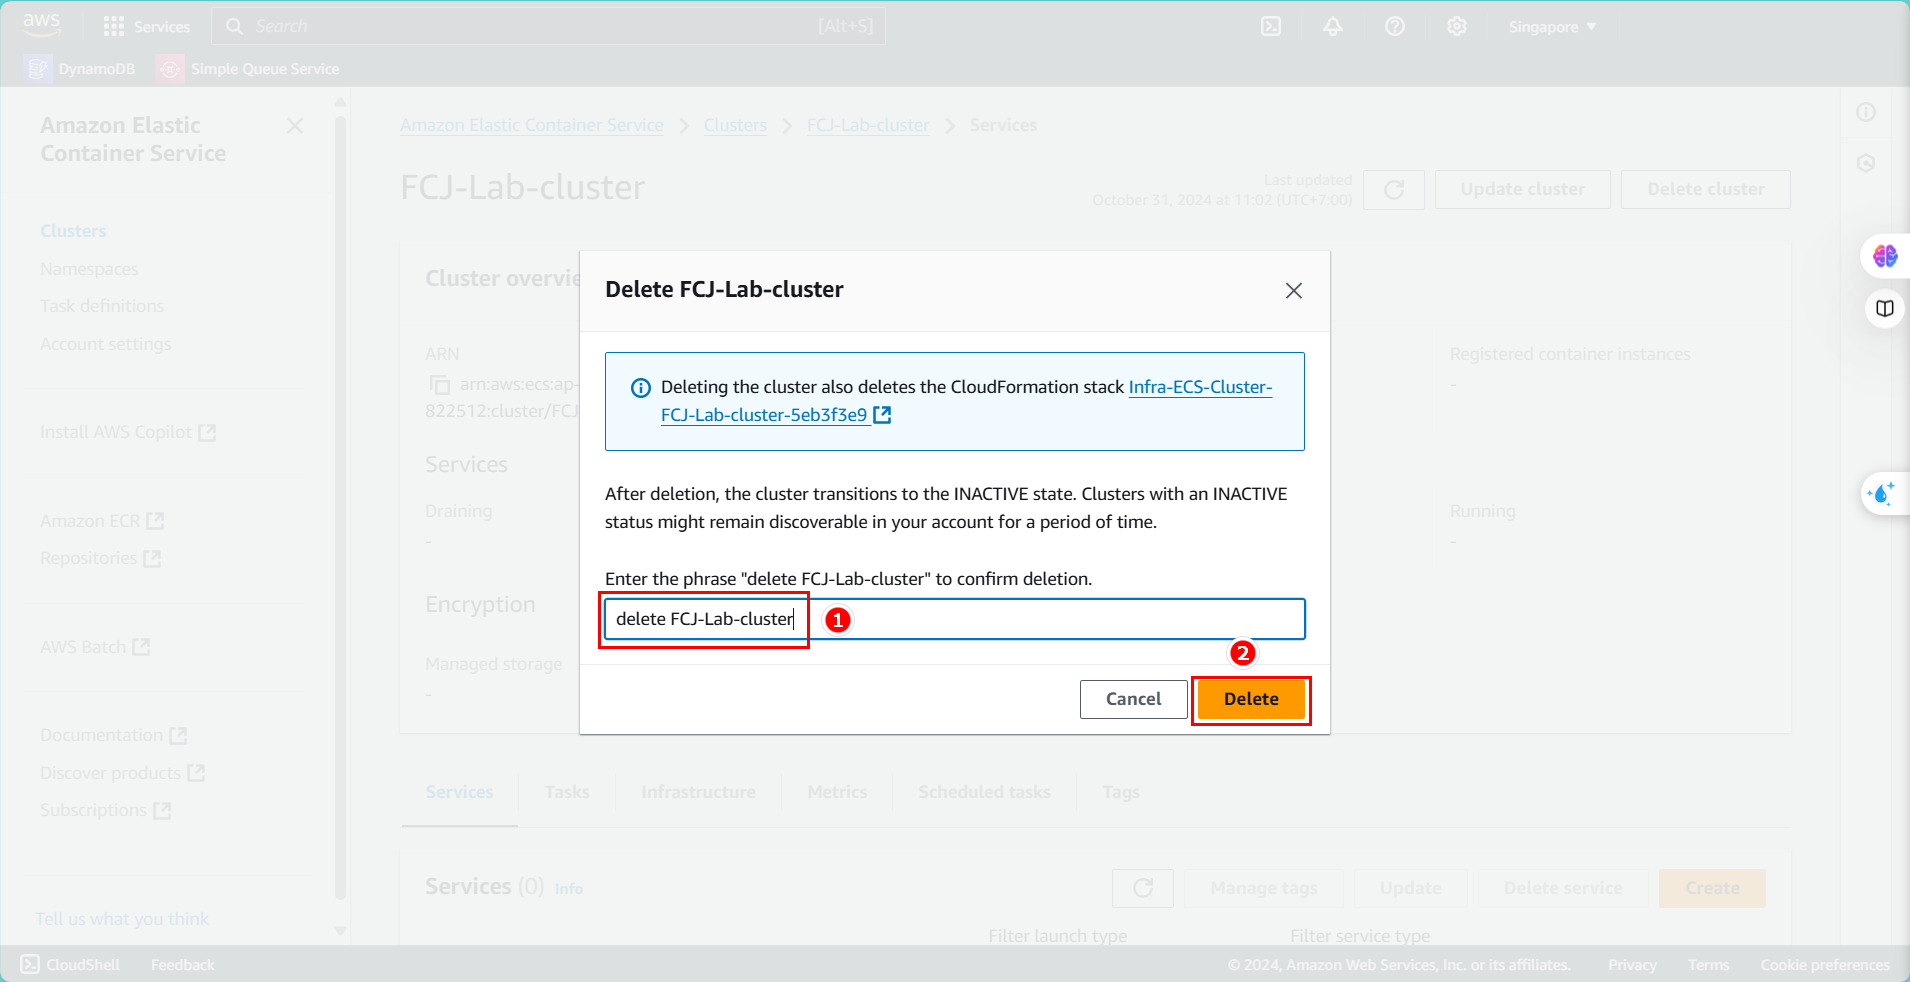 aws
Services
Search
[Alt+S]
Singapore
DynamoDB
Simple Queue Service
Amazon Elastic
Container Service
Clusters
Namespaces
Task definitions
Account settings
Install AWS Copilot
Amazon ECR
Repositories
AWS Batch
Documentation
Discover products
Subscriptions
Tell us what you think
Amazon Elastic Container Service
Clusters
FCJ-Lab-cluster
Services
FCJ-Lab-cluster
Last updated
October 31, 2024 at 11:02 (UTC+7:00)
Update cluster
Delete cluster
Cluster overvie
ARN
arn:aws:ecs:ap-
822512:cluster/FCJ
Registered container instances
-
Services
Draining
-
Running
-
Encryption
Managed storage
-
Delete FCJ-Lab-cluster
Deleting the cluster also deletes the CloudFormation stack Infra-ECS-Cluster-
FCJ-Lab-cluster-5eb3f3e9
After deletion, the cluster transitions to the INACTIVE state. Clusters with an INACTIVE
status might remain discoverable in your account for a period of time.
Enter the phrase "delete FCJ-Lab-cluster" to confirm deletion.
delete FCJ-Lab-cluster
1
2
Cancel
Delete
Services
Tasks
Infrastructure
Metrics
Scheduled tasks
Tags
Services (0) Info
Manage tags
Update
Delete service
Create
Filter launch type
Filter service type
CloudShell
Feedback
© 2024, Amazon Web Services, Inc. or its affiliates.
Privacy
Terms
Cookie preferences